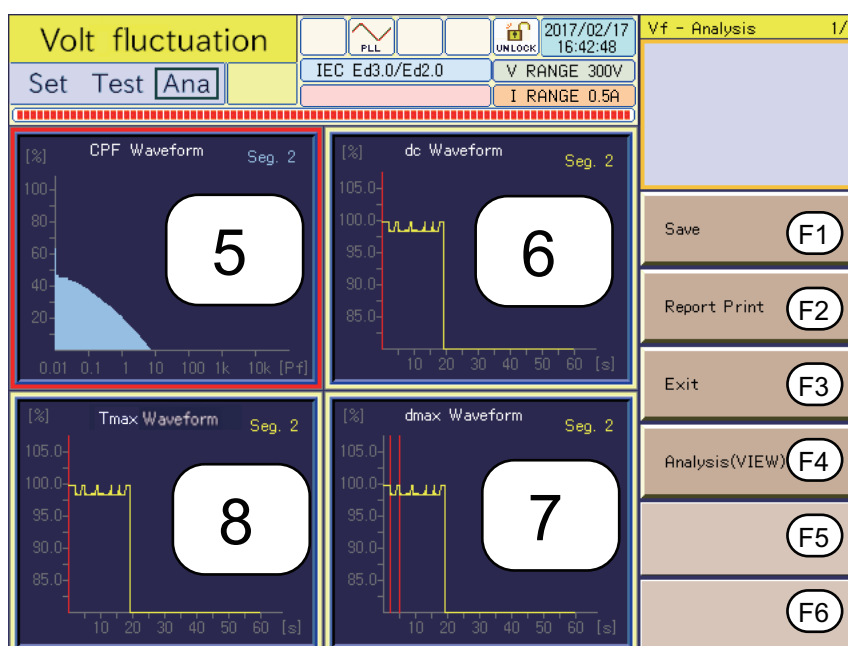 Volt fluctuation
PLL
UNLOCK
2017/02/17
16:42:48
Vf - Analysis 1/
Set Test Ana
IEC Ed3.0/Ed2.0
V RANGE 300V
I RANGE 0.5A
[%] CPF Waveform Seg. 2
100
80
60
40
20
0.01 0.1 1 10 100 1k 10k [Pf]
5
[%] dc Waveform Seg. 2
105.0
100.0
95.0
90.0
85.0
10 20 30 40 50 60 [s]
6
[%] Tmax Waveform Seg. 2
105.0
100.0
95.0
90.0
85.0
10 20 30 40 50 60 [s]
8
[%] dmax Waveform Seg. 2
105.0
100.0
95.0
90.0
85.0
10 20 30 40 50 60 [s]
7
Save F1
Report Print F2
Exit F3
Analysis(VIEW) F4
F5
F6